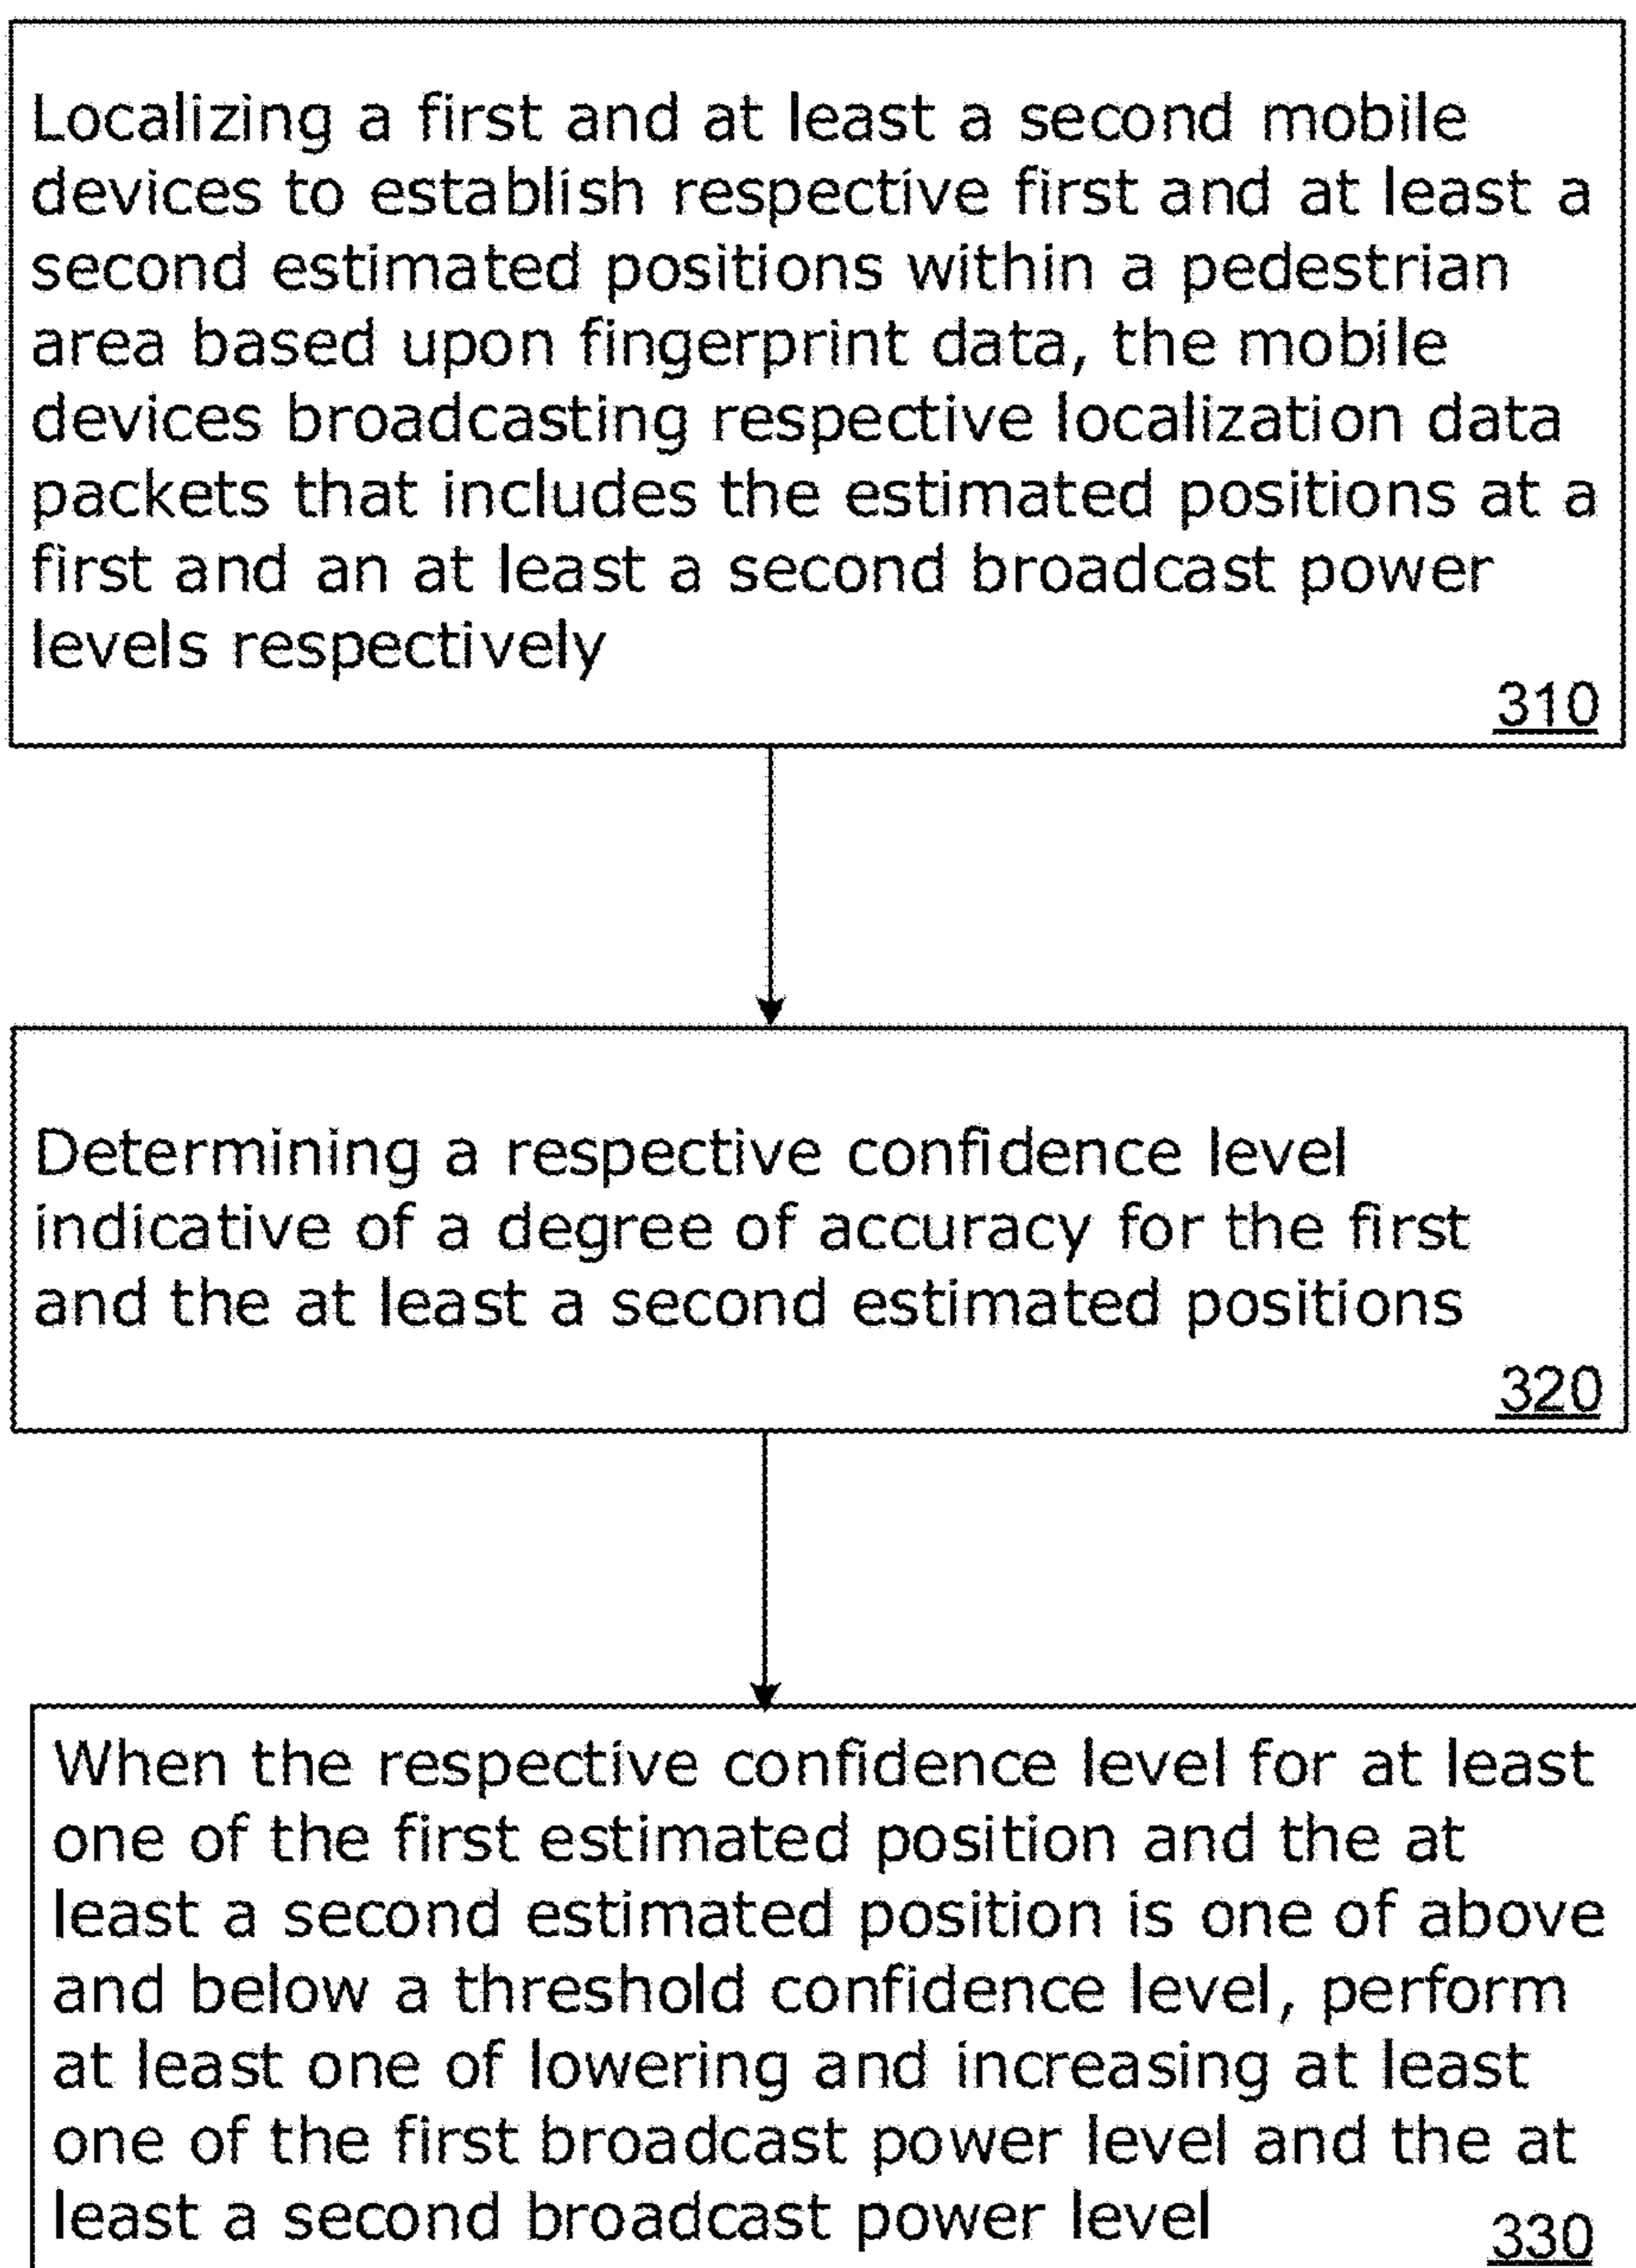 Localizing a first and at least a second mobile
devices to establish respective first and at least a
second estimated positions within a pedestrian
area based upon fingerprint data, the mobile
devices broadcasting respective localization data
packets that includes the estimated positions at a
first and an at least a second broadcast power
levels respectively
310
Determining a respective confidence level
indicative of a degree of accuracy for the first
and the at least a second estimated positions
320
When the respective confidence level for at least
one of the first estimated position and the at
least a second estimated position is one of above
and below a threshold confidence level, perform
at least one of lowering and increasing at least
one of the first broadcast power level and the at
least a second broadcast power level
330